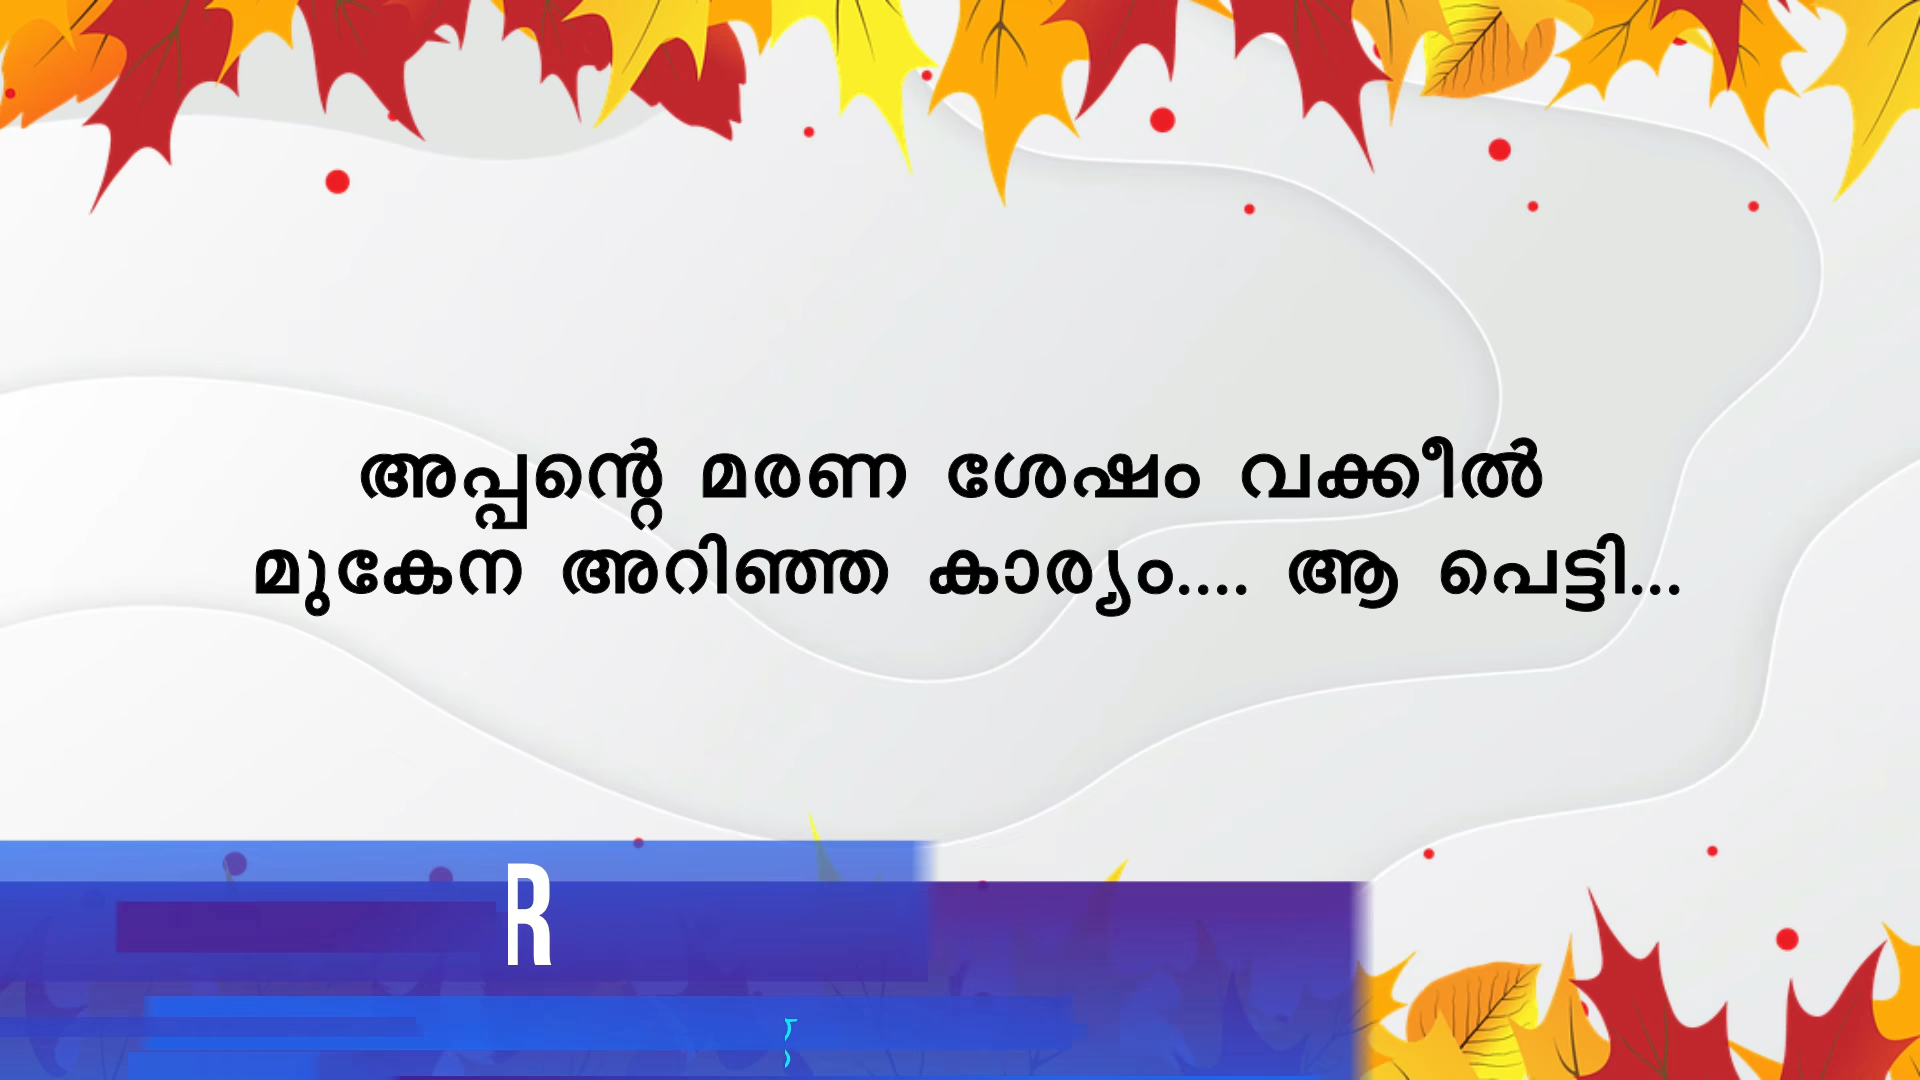 അപ്പന്റെ മരണ ശേഷം വക്കീൽ
മുകേന അറിഞ്ഞ കാര്യം.... ആ പെട്ടി...
R